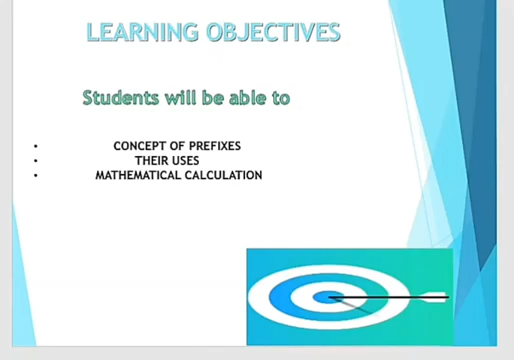 LEARNING OBJECTIVES
Students will be able to
• CONCEPT OF PREFIXES
• THEIR USES
• MATHEMATICAL CALCULATION